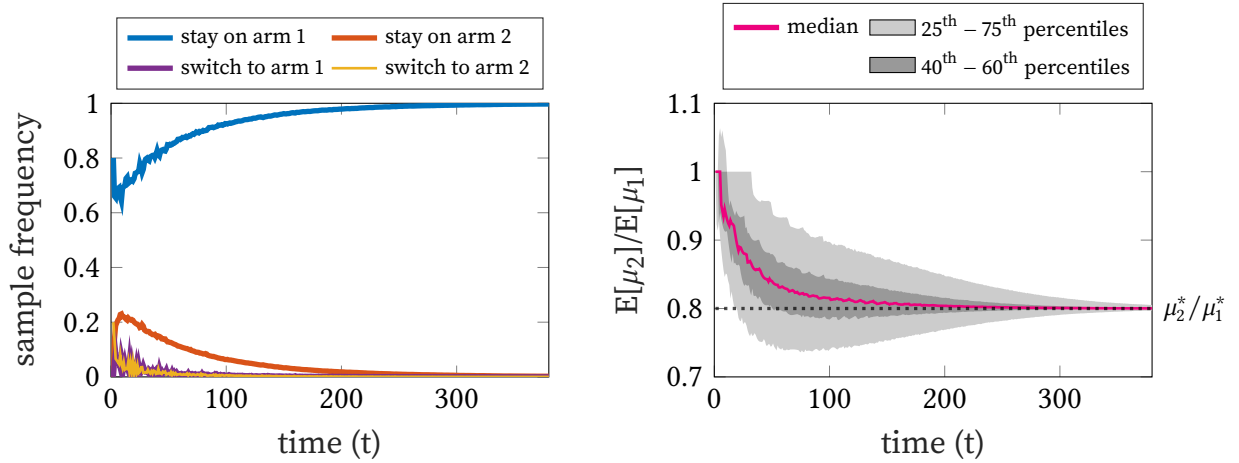 stay on arm 1
stay on arm 2
switch to arm 1
switch to arm 2
sample frequency
1
0.8
0.6
0.4
0.2
0
0
100
200
300
time (t)
median
25th – 75th percentiles
40th – 60th percentiles
E[μ2]/E[μ1]
1.1
1
0.9
0.8
0.7
μ2*/μ1*
0
100
200
300
time (t)